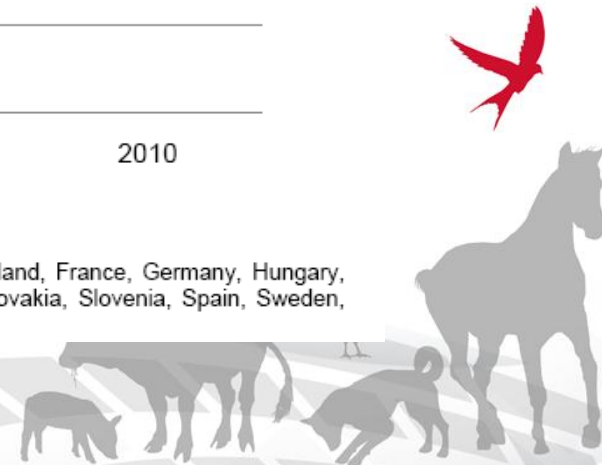 2010
land, France, Germany, Hungary,
ovakia, Slovenia, Spain, Sweden,